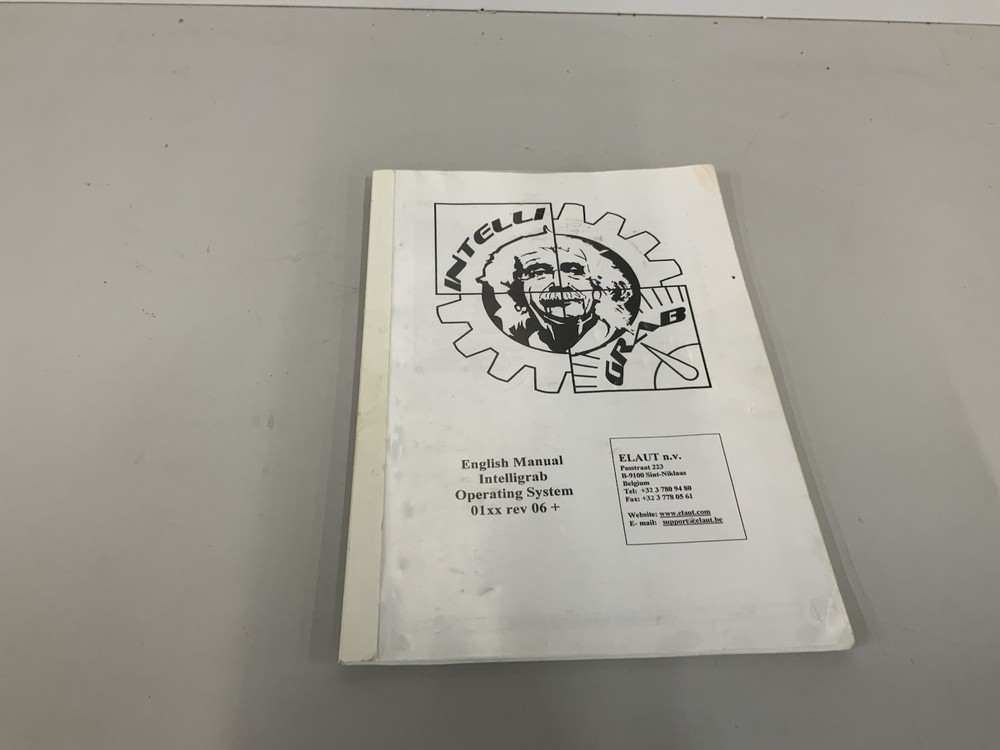 INTELLI
GRAB
English Manual
Intelligrab
Operating System
01xx rev 06 +
ELAUT n.v.
Passtraat 223
B-9100 Sint-Niklaas
Belgium
Tel: +32 3 780 94 80
Fax: +32 3 778 05 61
Website: www.elaut.com
E- mail: support@elaut.be